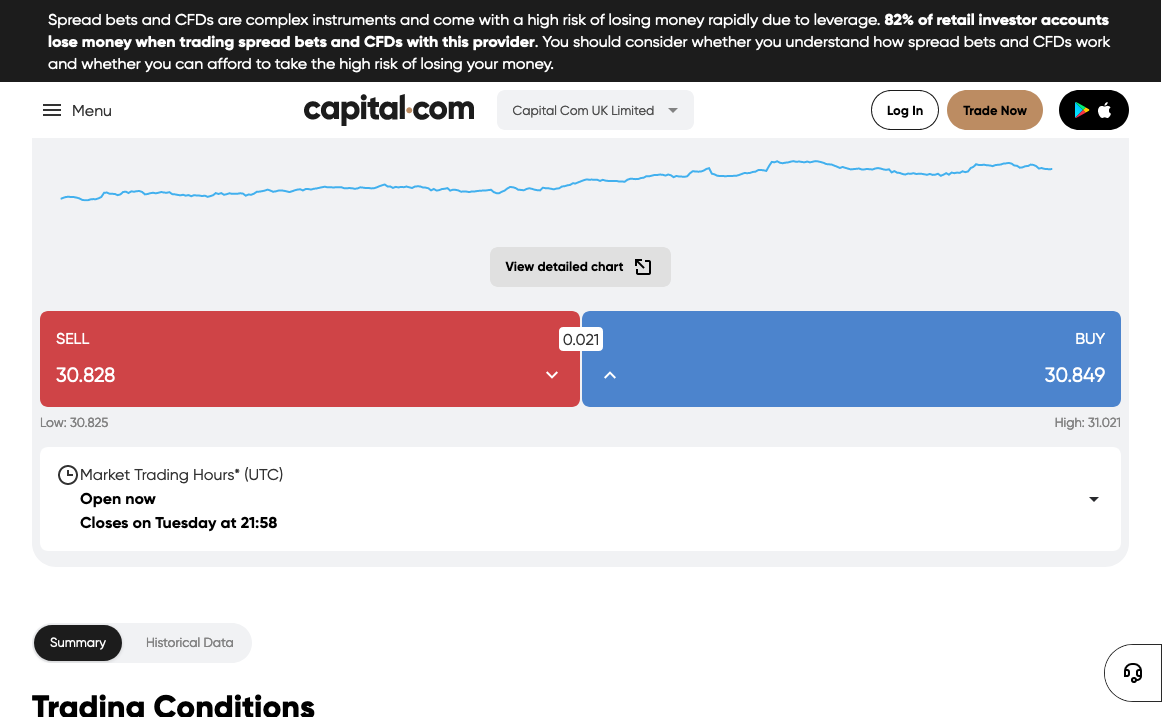 Spread bets and CFDs are complex instruments and come with a high risk of losing money rapidly due to leverage. 82% of retail investor accounts
lose money when trading spread bets and CFDs with this provider. You should consider whether you understand how spread bets and CFDs work
and whether you can afford to take the high risk of losing your money.
Menu
capital.com
Capital Com UK Limited
Log In
Trade Now
View detailed chart
SELL
0.021
BUY
30.828
30.849
Low: 30.825
High: 31.021
Market Trading Hours* (UTC)
Open now
Closes on Tuesday at 21:58
Summary
Historical Data
Trading Conditions